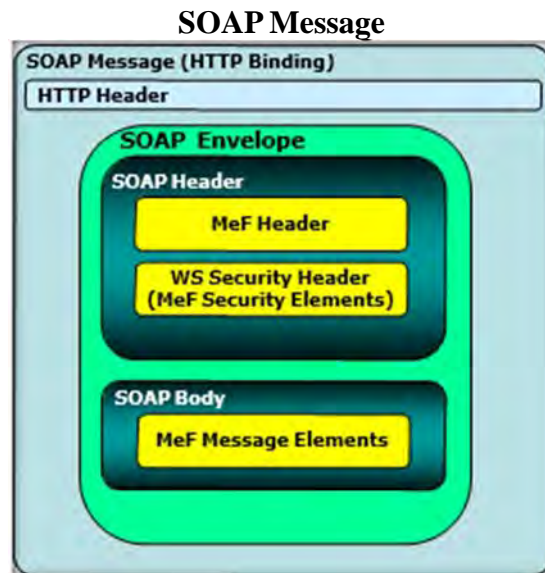 SOAP Message
SOAP Message (HTTP Binding)
HTTP Header
SOAP Envelope
SOAP Header
MeF Header
WS Security Header
(MeF Security Elements)
SOAP Body
MeF Message Elements